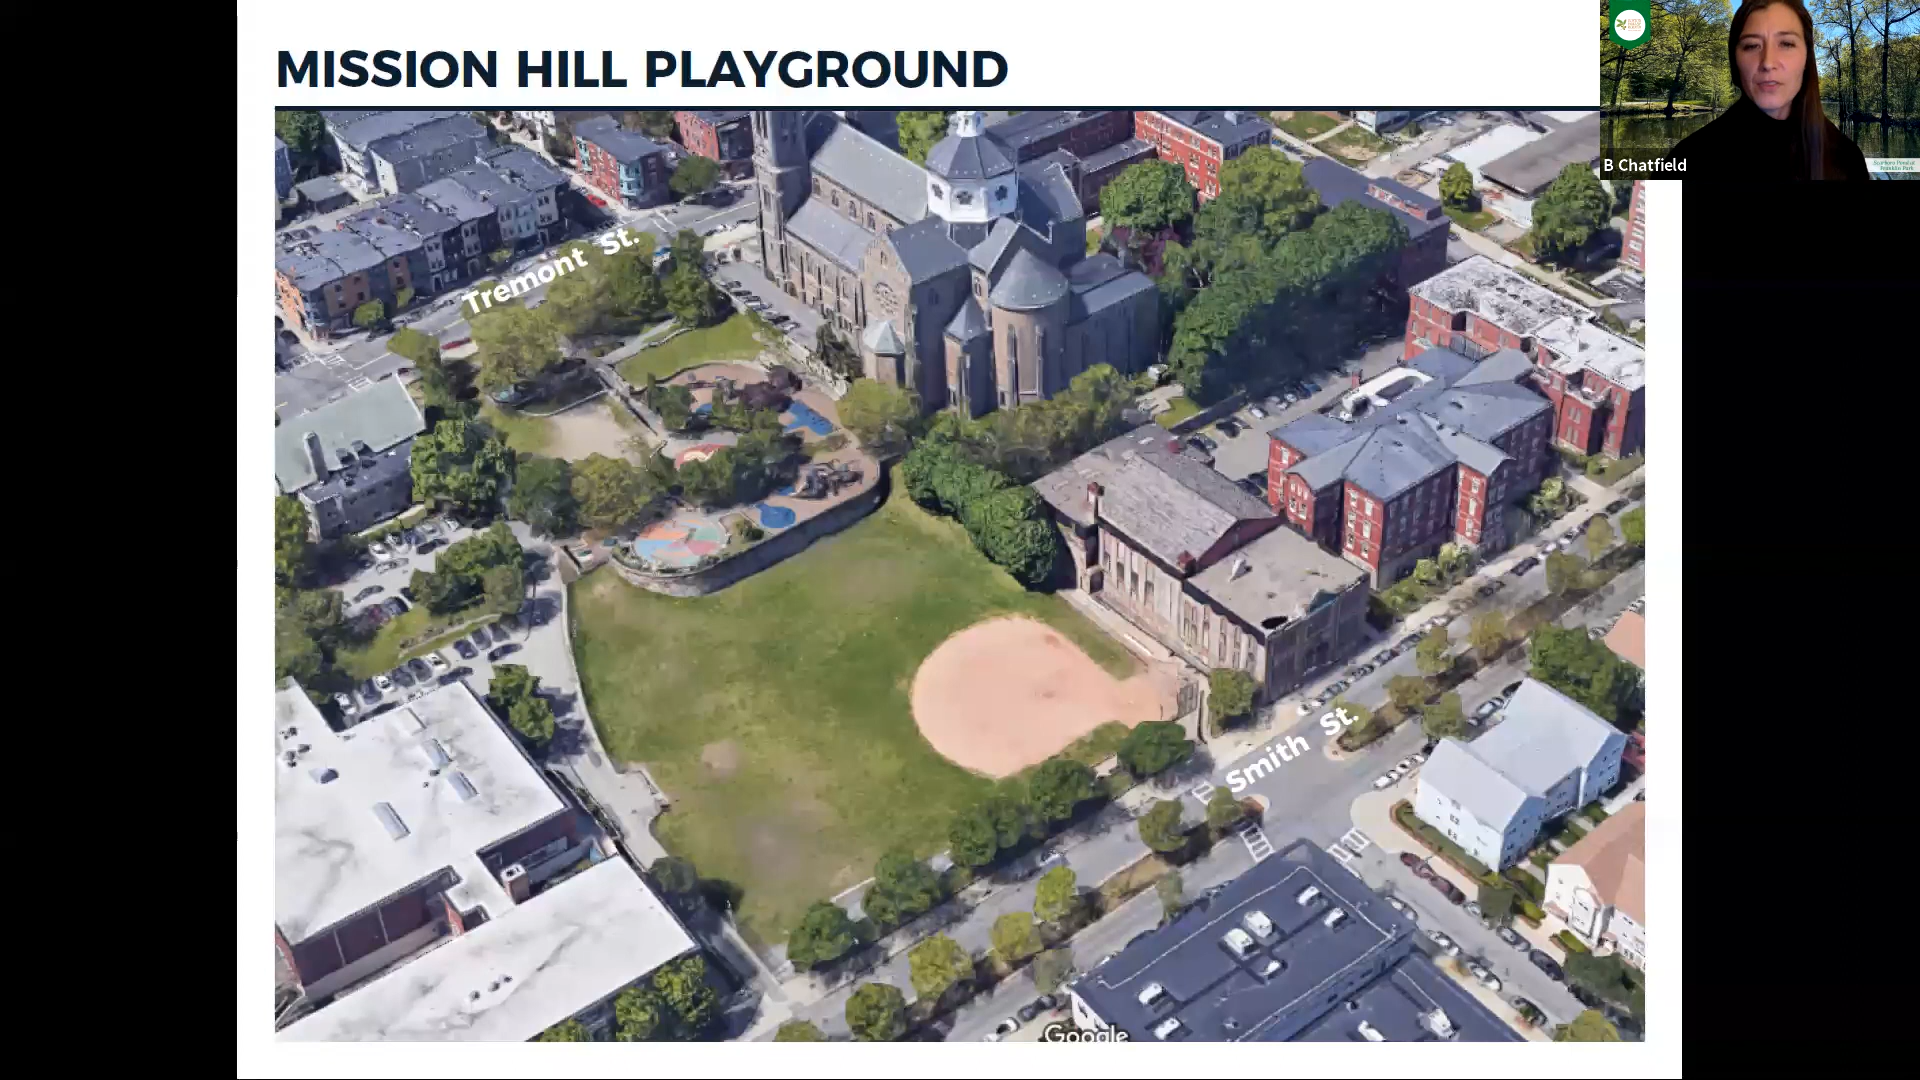 MISSION HILL PLAYGROUND
B Chatfield
Tremont St.
Smith St.
Google